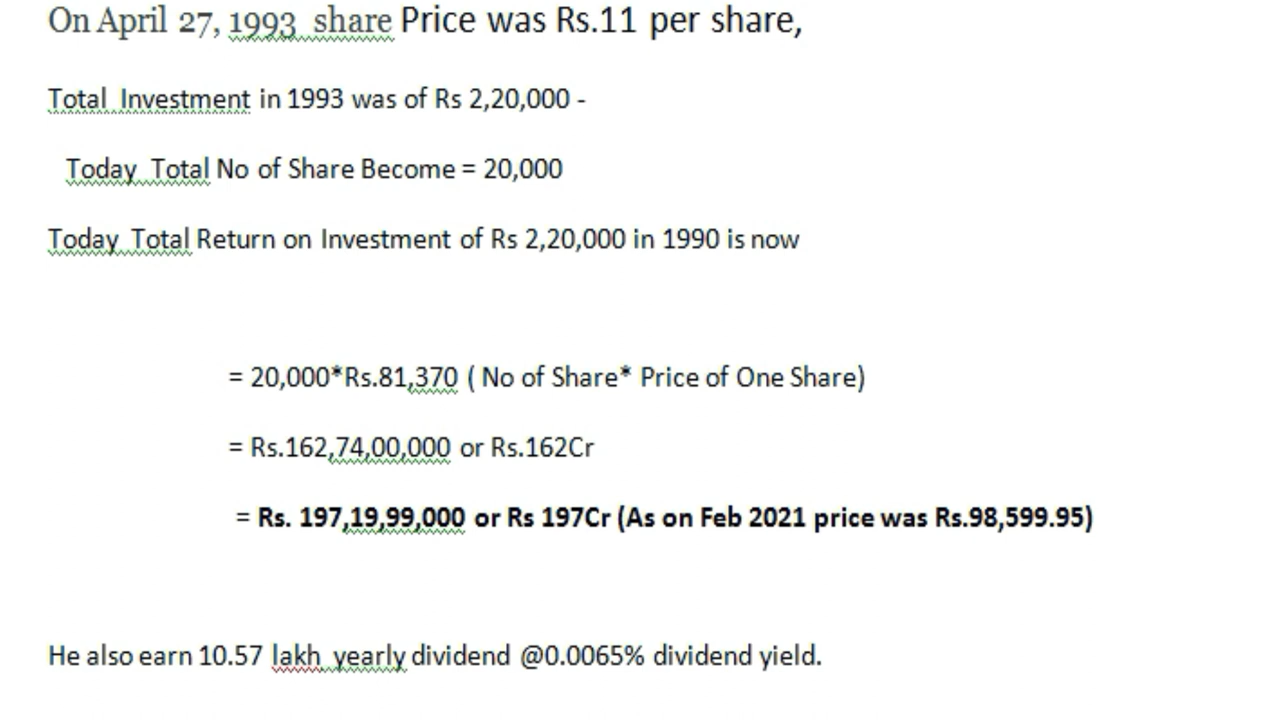 On April 27, 1993 share Price was Rs.11 per share,
Total Investment in 1993 was of Rs 2,20,000 -
Today Total No of Share Become = 20,000
Today Total Return on Investment of Rs 2,20,000 in 1990 is now
= 20,000*Rs.81,370 ( No of Share* Price of One Share)
= Rs.162,74,00,000 or Rs.162Cr
= Rs. 197,19,99,000 or Rs 197Cr (As on Feb 2021 price was Rs.98,599.95)
He also earn 10.57 lakh yearly dividend @0.0065% dividend yield.